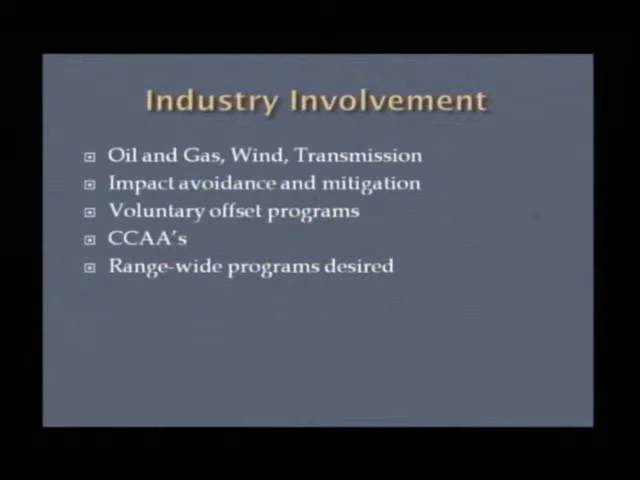 Industry Involvement
Oil and Gas, Wind, Transmission
Impact avoidance and mitigation
Voluntary offset programs
CCAA's
Range-wide programs desired